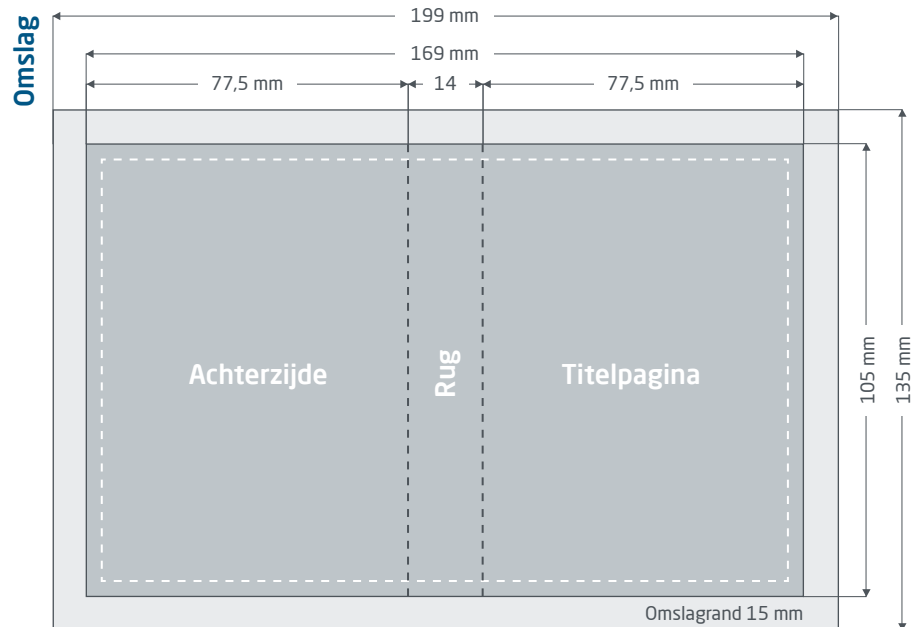 Omslag
199 mm
169 mm
77,5 mm
14
77,5 mm
Achterzijde
Rug
Titelpagina
105 mm
135 mm
Omslagrand 15 mm